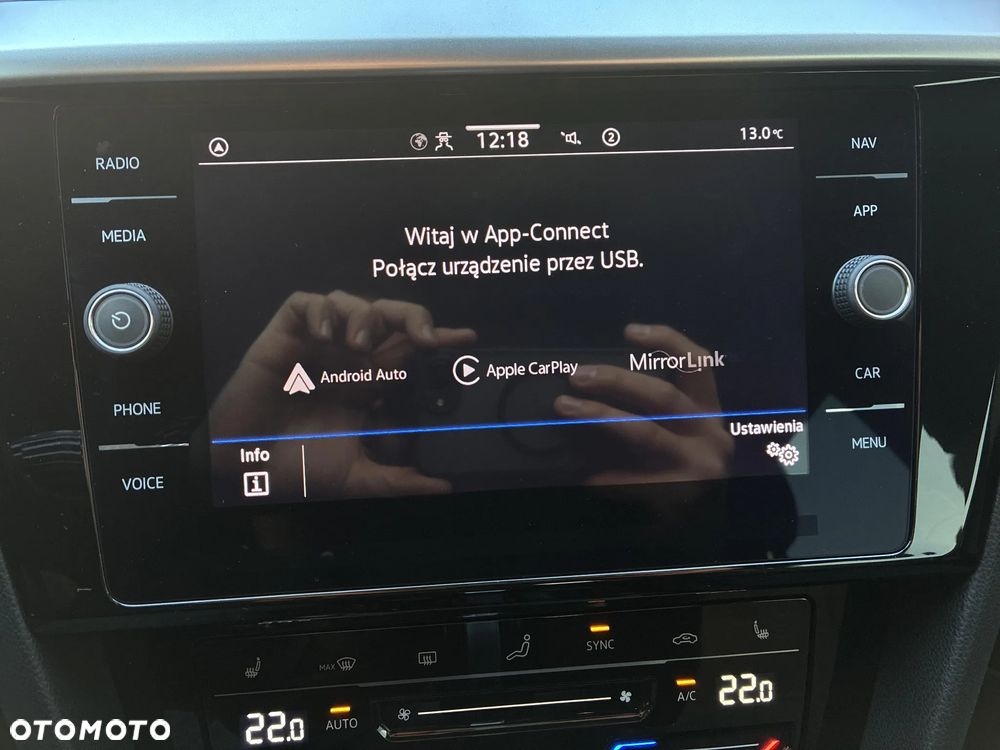 RADIO
MEDIA
PHONE
VOICE
12:18
2
13.0°C
Witaj w App-Connect
Połącz urządzenie przez USB.
Android Auto
Apple CarPlay
MirrorLink
Info
i
Ustawienia
NAV
APP
CAR
MENU
MAX
SYNC
22.0
AUTO
A/C
22.0
OTOMOTO